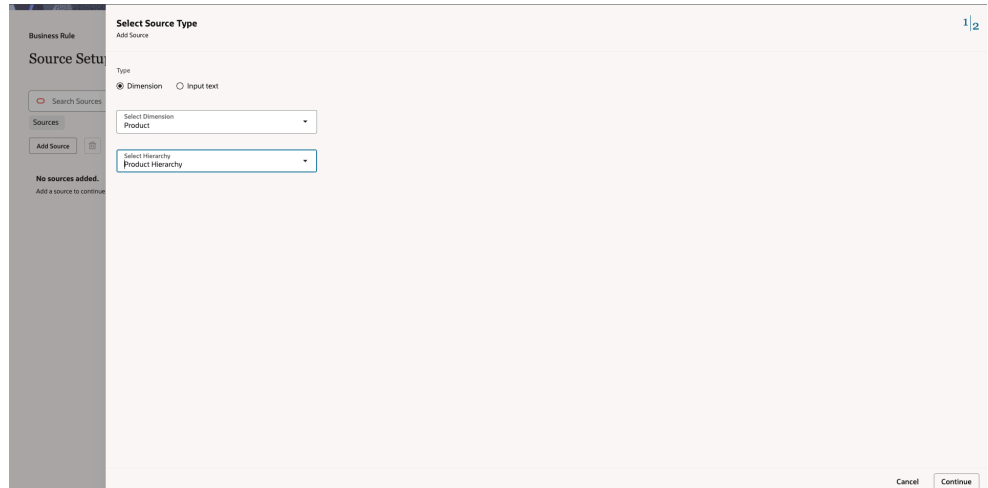 Business Rule
Source Setu
Search Sources
Sources
Add Source
No sources added.
Add a source to continue
Select Source Type
Add Source
1|2
Type
Dimension Input text
Select Dimension
Product
Select Hierarchy
Product Hierarchy
Cancel Continue